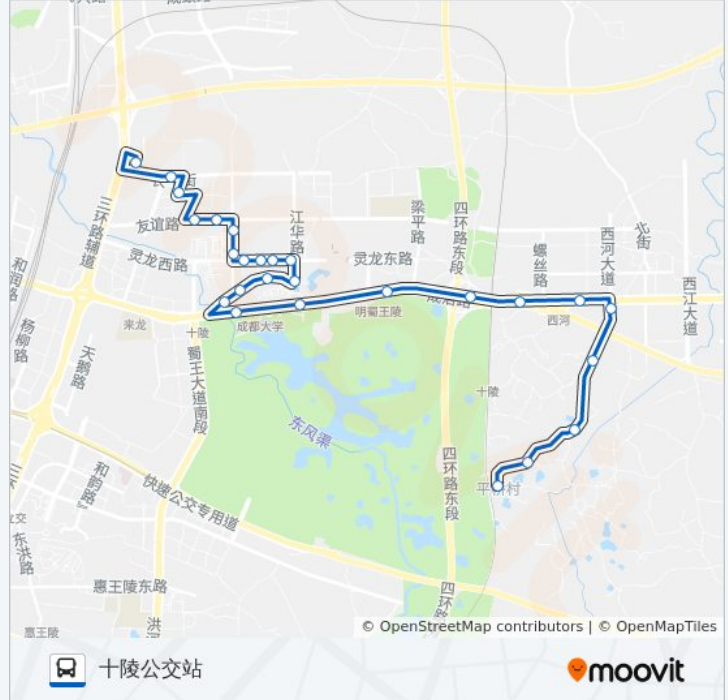 三环路辅道
友谊路
江华路
梁平路
四环路东段
北街
灵龙西路
灵龙东路
螺丝路
西河大道
西江大道
和润路
杨柳路
来龙
十陵
成都大学
明蜀王陵
西河
天鹅路
蜀王大道南段
十陵
东风渠
四环路东段
平桥村
和韵路
快速公交专用道
东洪路
惠王陵东路
惠王陵
四环路
© OpenStreetMap contributors | © OpenMapTiles
十陵公交站
moovit